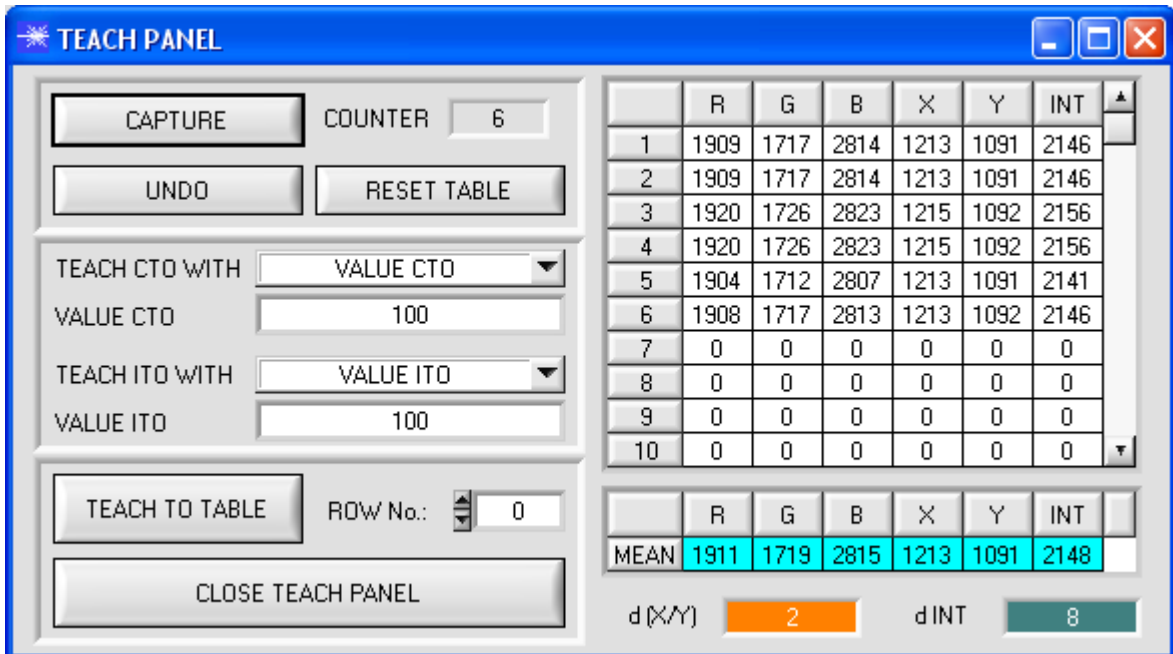 TEACH PANEL
CAPTURE COUNTER 6
UNDO RESET TABLE
TEACH CTO WITH VALUE CTO
VALUE CTO 100
TEACH ITO WITH VALUE ITO
VALUE ITO 100
TEACH TO TABLE ROW No.: 0
CLOSE TEACH PANEL
R G B X Y INT
1 1909 1717 2814 1213 1091 2146
2 1909 1717 2814 1213 1091 2146
3 1920 1726 2823 1215 1092 2156
4 1920 1726 2823 1215 1092 2156
5 1904 1712 2807 1213 1091 2141
6 1908 1717 2813 1213 1092 2146
7 0 0 0 0 0 0
8 0 0 0 0 0 0
9 0 0 0 0 0 0
10 0 0 0 0 0 0
R G B X Y INT
MEAN 1911 1719 2815 1213 1091 2148
d (X/Y) 2 d INT 8